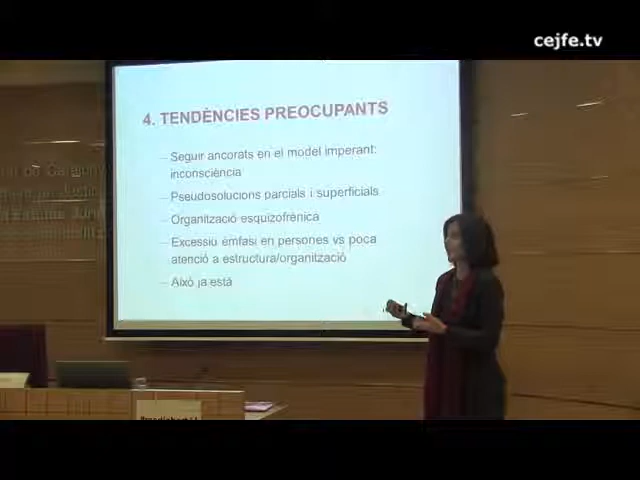 cejfe.tv
4. TENDÈNCIES PREOCUPANTS
– Seguir ancorats en el model imperant:
inconsciència
– Pseudosolucions parcials i superficials
– Organització esquizofrènica
– Excessiu èmfasi en persones vs poca
atenció a estructura/organització
– Això ja està